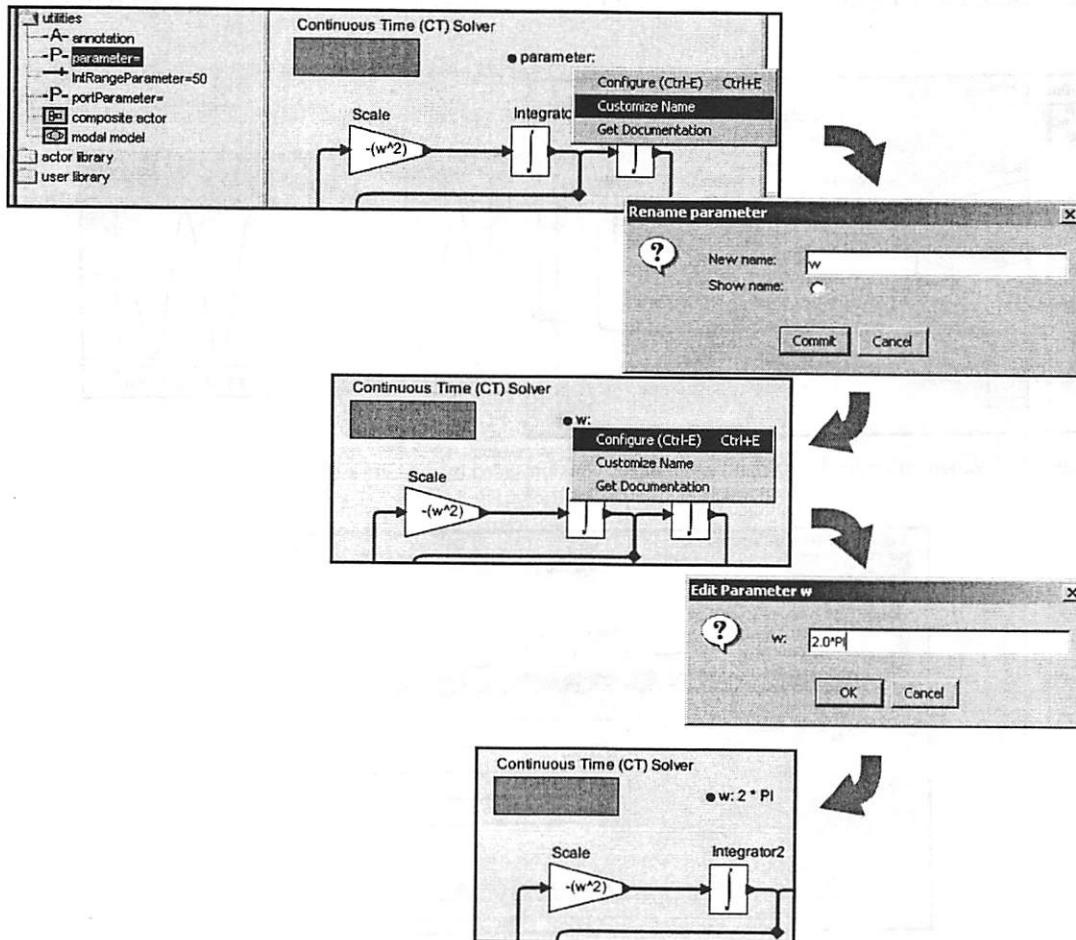 utilities
-A- annotation
-P- parameter=
IntRangeParameter=50
-P- portParameter=
composite actor
modal model
actor library
user library
Continuous Time (CT) Solver
parameter:
Configure (Ctrl-E) Ctrl+E
Customize Name
Get Documentation
Scale
-(w^2)
∫
∫
Rename parameter
?
New name: w
Show name:
Commit Cancel
Continuous Time (CT) Solver
w:
Configure (Ctrl-E) Ctrl+E
Customize Name
Get Documentation
Scale
-(w^2)
∫
∫
Edit Parameter w
?
w: 2.0*PI
OK Cancel
Continuous Time (CT) Solver
w: 2 * PI
Scale
Integrator2
-(w^2)
∫